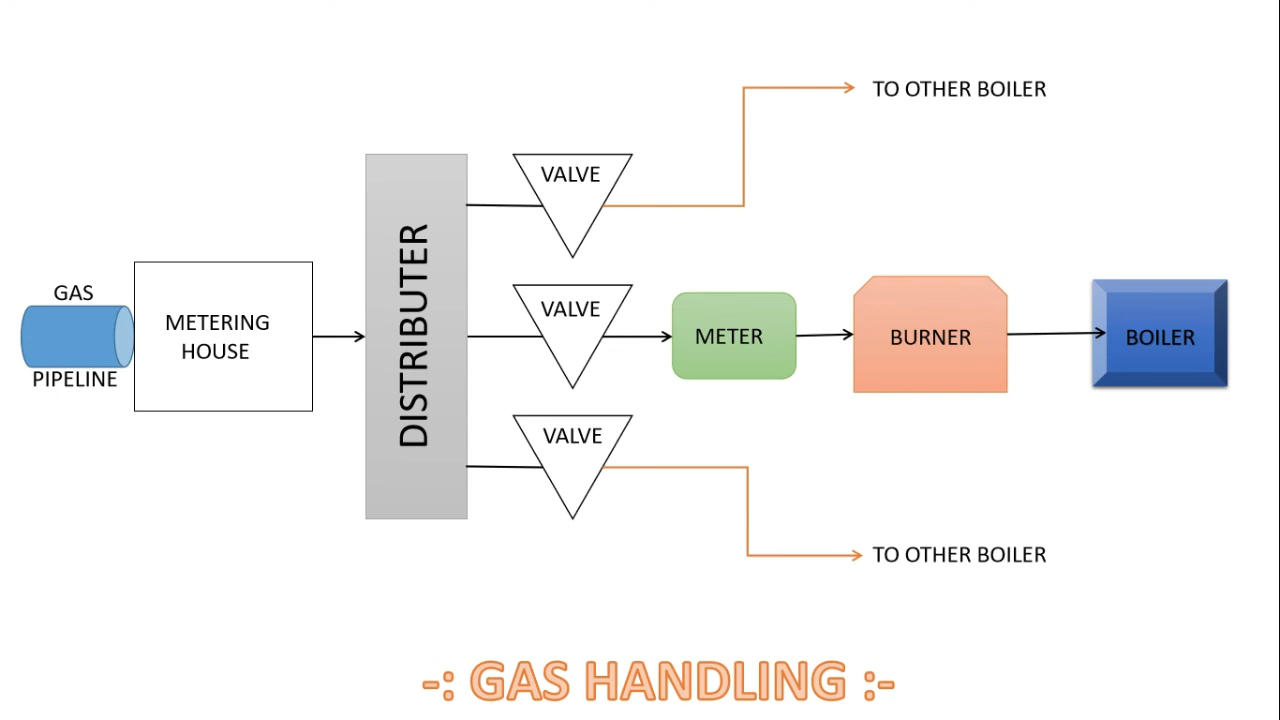 TO OTHER BOILER
VALVE
GAS
PIPELINE
METERING
HOUSE
DISTRIBUTER
VALVE
METER
BURNER
BOILER
VALVE
TO OTHER BOILER
-: GAS HANDLING :-